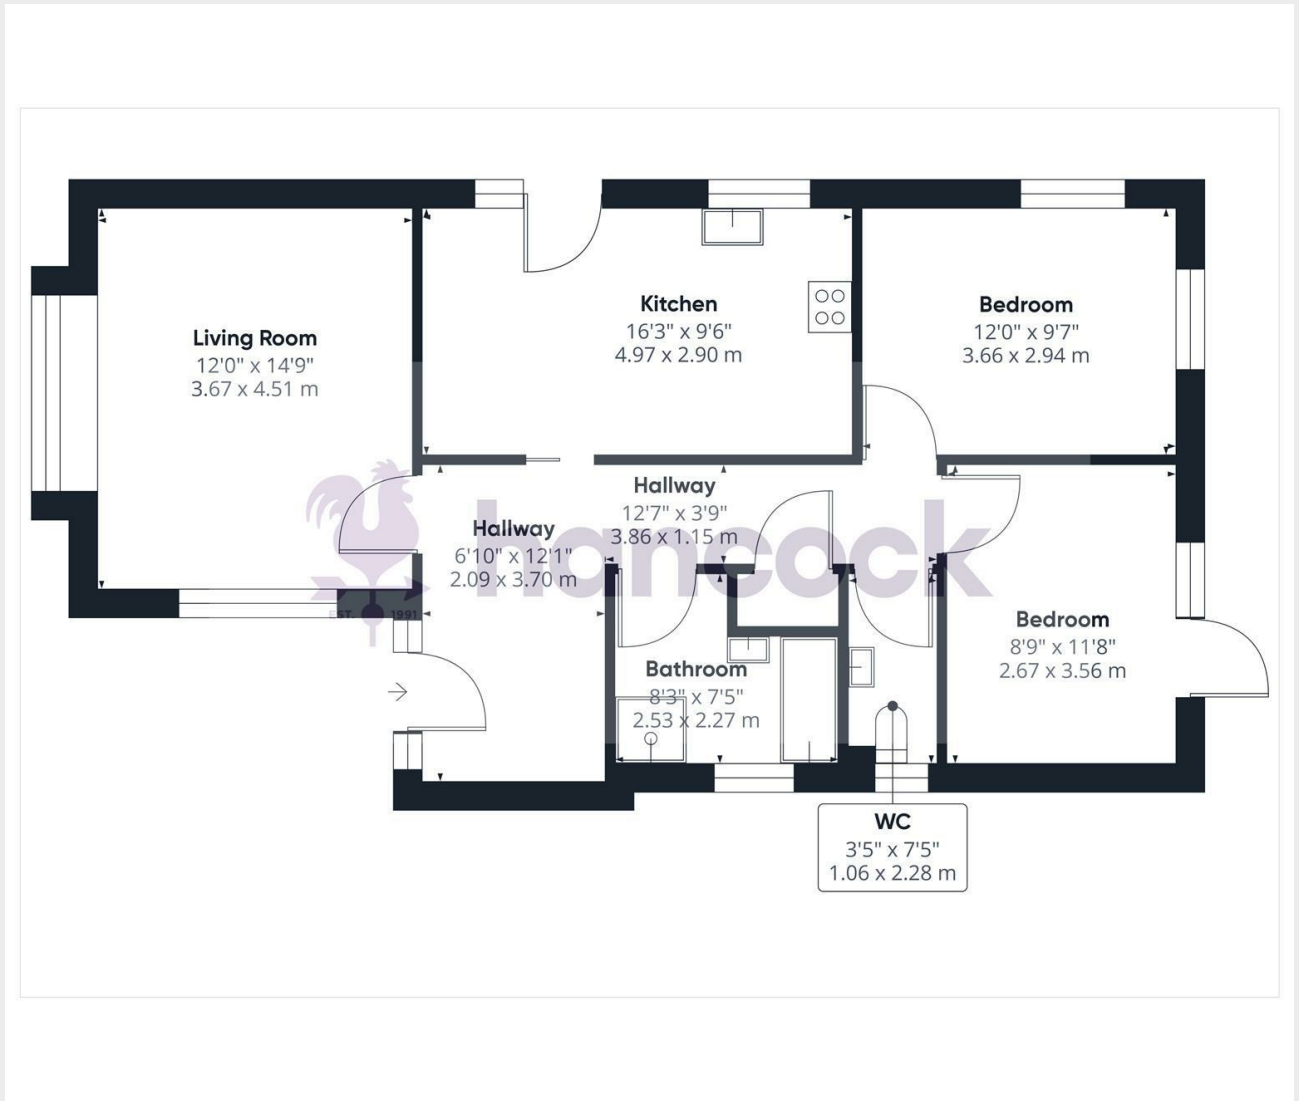 Living Room
12'0" x 14'9"
3.67 x 4.51 m
Kitchen
16'3" x 9'6"
4.97 x 2.90 m
Bedroom
12'0" x 9'7"
3.66 x 2.94 m
Hallway
12'7" x 3'9"
3.86 x 1.15 m
Hallway
6'10" x 12'1"
2.09 x 3.70 m
hancock
EST. 1991
Bedroom
8'9" x 11'8"
2.67 x 3.56 m
Bathroom
8'3" x 7'5"
2.53 x 2.27 m
WC
3'5" x 7'5"
1.06 x 2.28 m